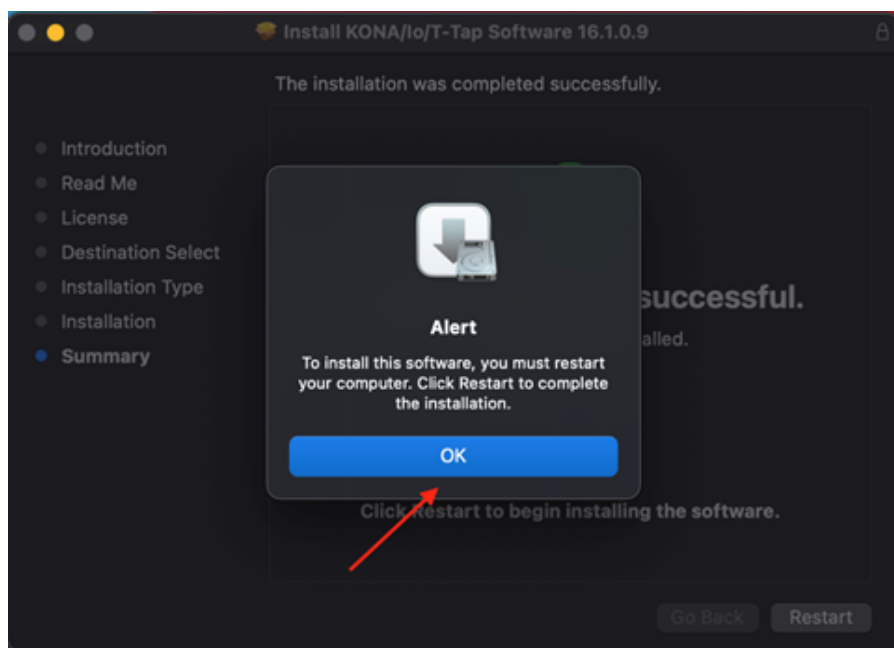 Install KONA/Io/T-Tap Software 16.1.0.9
The installation was completed successfully.
Introduction
Read Me
License
Destination Select
Installation Type
Installation
Summary
successful.
alled.
Alert
To install this software, you must restart
your computer. Click Restart to complete
the installation.
OK
Click Restart to begin installing the software.
Go Back
Restart